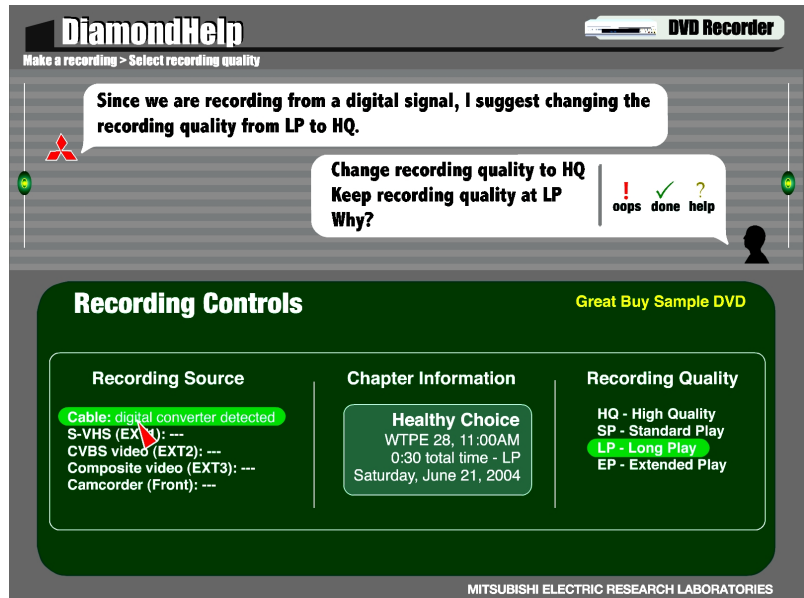 DiamondHelp
DVD Recorder
Make a recording > Select recording quality
Since we are recording from a digital signal, I suggest changing the
recording quality from LP to HQ.
Change recording quality to HQ
Keep recording quality at LP
Why?
! ✓ ?
oops done help
Recording Controls
Great Buy Sample DVD
Recording Source
Cable: digital converter detected
S-VHS (EXT1): ---
CVBS video (EXT2): ---
Composite video (EXT3): ---
Camcorder (Front): ---
Chapter Information
Healthy Choice
WTPE 28, 11:00AM
0:30 total time - LP
Saturday, June 21, 2004
Recording Quality
HQ - High Quality
SP - Standard Play
LP - Long Play
EP - Extended Play
MITSUBISHI ELECTRIC RESEARCH LABORATORIES